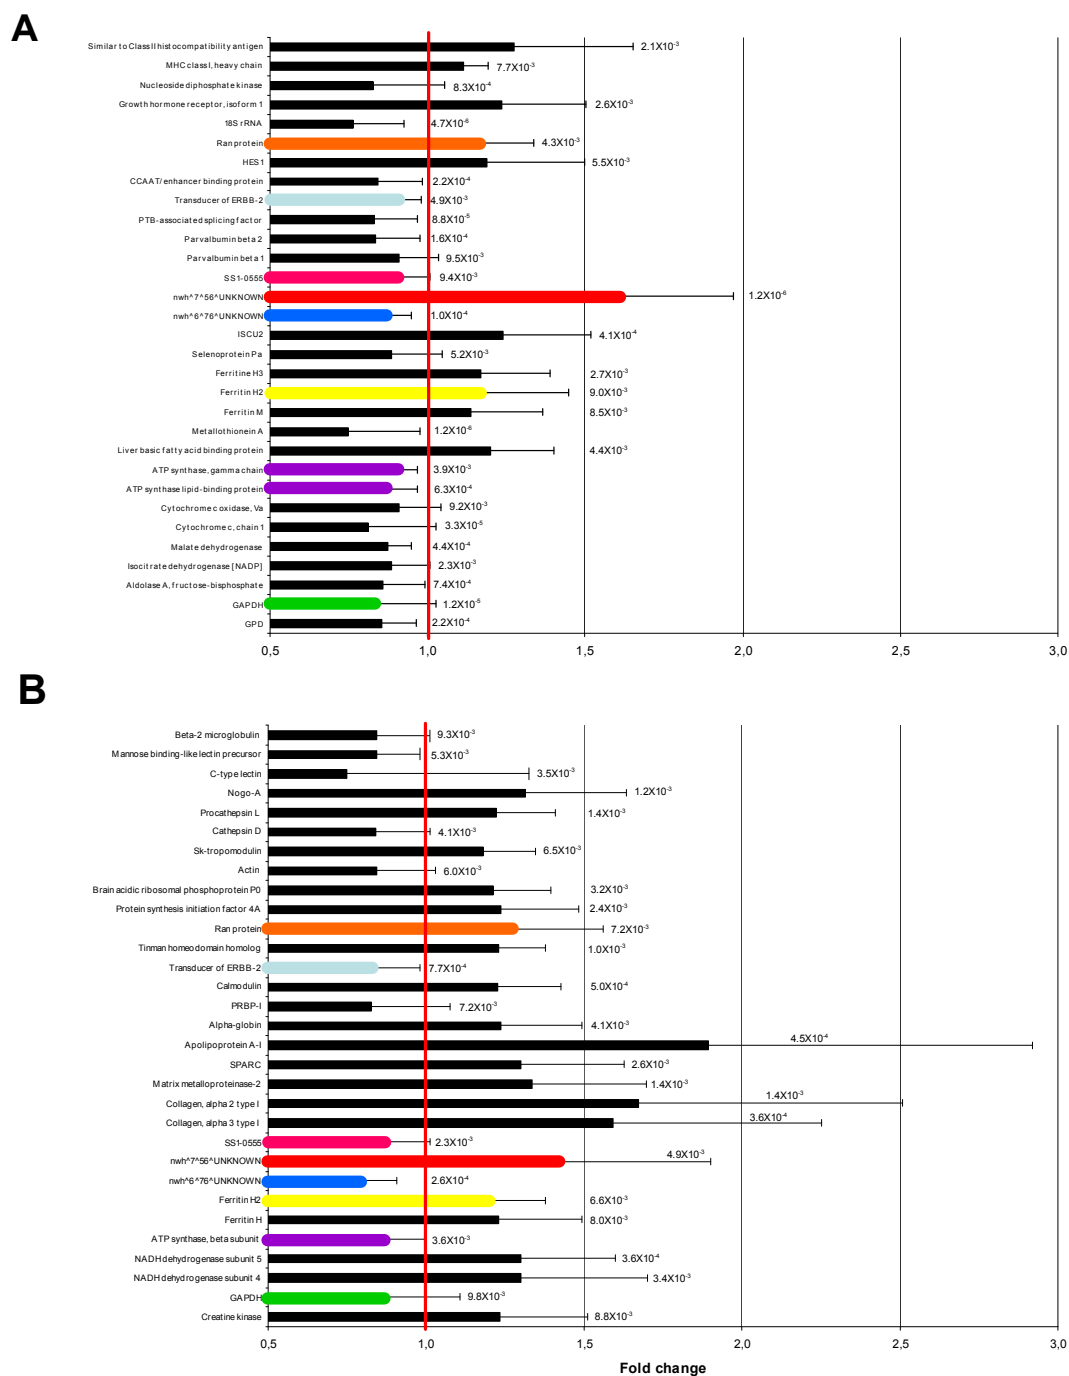 A
Similar to Class II histocompatibility antigen 2.1X10⁻³
MHC class I, heavy chain 7.7X10⁻³
Nucleoside diphosphate kinase 8.3X10⁻⁴
Growth hormone receptor, isoform 1 2.6X10⁻³
18S rRNA 4.7X10⁻⁶
Ran protein 4.3X10⁻³
HES1 5.5X10⁻³
CCAAT/enhancer binding protein 2.2X10⁻⁴
Transducer of ERBB-2 4.9X10⁻³
PTB-associated splicing factor 8.8X10⁻⁵
Parvalbumin beta 2 1.6X10⁻⁴
Parvalbumin beta 1 9.5X10⁻³
SS1-0555 9.4X10⁻³
nwh^7^56^UNKNOWN 1.2X10⁻⁶
nwh^6^76^UNKNOWN 1.0X10⁻⁴
ISCU2 4.1X10⁻⁴
Selenoprotein Pa 5.2X10⁻³
Ferritine H3 2.7X10⁻³
Ferritin H2 9.0X10⁻³
Ferritin M 8.5X10⁻³
Metallothionein A 1.2X10⁻⁶
Liver basic fatty acid binding protein 4.4X10⁻³
ATP synthase, gamma chain 3.9X10⁻³
ATP synthase lipid-binding protein 6.3X10⁻⁴
Cytochrome c oxidase, Va 9.2X10⁻³
Cytochrome c, chain 1 3.3X10⁻⁵
Malate dehydrogenase 4.4X10⁻⁴
Isocitrate dehydrogenase [NADP] 2.3X10⁻³
Aldolase A, fructose-bisphosphate 7.4X10⁻⁴
GAPDH 1.2X10⁻⁵
GPD 2.2X10⁻⁴
0,5 1,0 1,5 2,0 2,5 3,0
B
Beta-2 microglobulin 9.3X10⁻³
Mannose binding-like lectin precursor 5.3X10⁻³
C-type lectin 3.5X10⁻³
Nogo-A 1.2X10⁻³
Procathepsin L 1.4X10⁻³
Cathepsin D 4.1X10⁻³
Sk-tropomodulin 6.5X10⁻³
Actin 6.0X10⁻³
Brain acidic ribosomal phosphoprotein P0 3.2X10⁻³
Protein synthesis initiation factor 4A 2.4X10⁻³
Ran protein 7.2X10⁻³
Tinman homeodomain homolog 1.0X10⁻³
Transducer of ERBB-2 7.7X10⁻⁴
Calmodulin 5.0X10⁻⁴
PRBP-I 7.2X10⁻³
Alpha-globin 4.1X10⁻³
Apolipoprotein A-I 4.5X10⁻⁴
SPARC 2.6X10⁻³
Matrix metalloproteinase-2 1.4X10⁻³
Collagen, alpha 2 type I 1.4X10⁻³
Collagen, alpha 3 type I 3.6X10⁻⁴
SS1-0555 2.3X10⁻³
nwh^7^56^UNKNOWN 4.9X10⁻³
nwh^6^76^UNKNOWN 2.6X10⁻⁴
Ferritin H2 6.6X10⁻³
Ferritin H 8.0X10⁻³
ATP synthase, beta subunit 3.6X10⁻³
NADH dehydrogenase subunit 5 3.6X10⁻⁴
NADH dehydrogenase subunit 4 3.4X10⁻³
GAPDH 9.8X10⁻³
Creatine kinase 8.8X10⁻³
0,5 1,0 1,5 2,0 2,5 3,0
Fold change